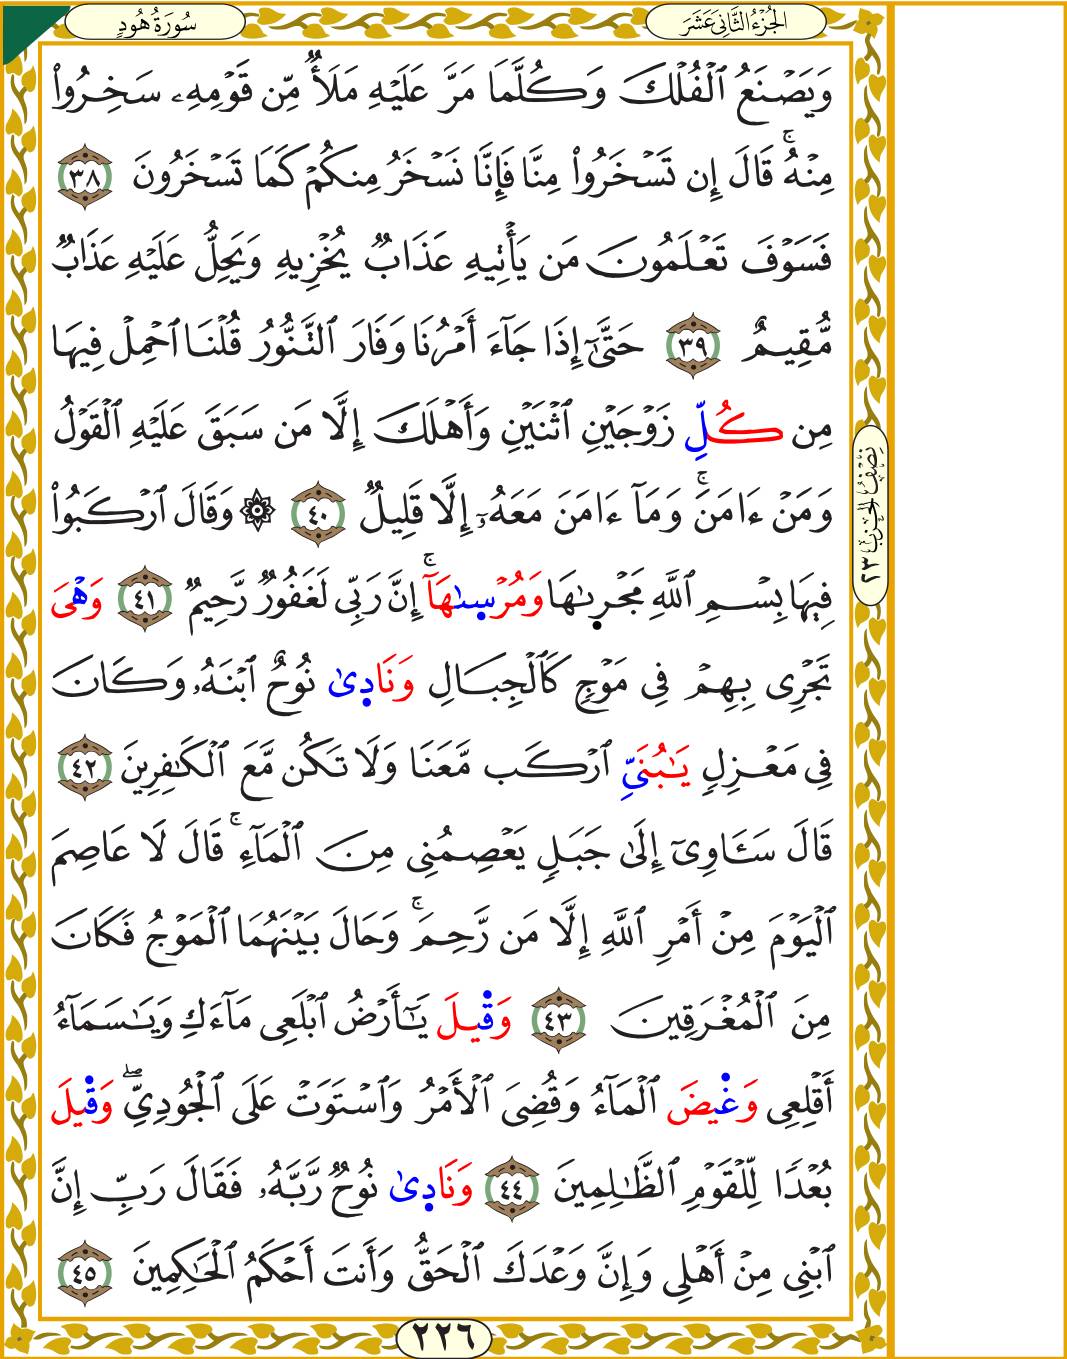 سُورَةُ هُودٍ
الجُزْءُ الثَّانِيَ عَشَرَ
وَيَصْنَعُ ٱلْفُلْكَ وَكُلَّمَا مَرَّ عَلَيْهِ مَلَأٌ مِّن قَوْمِهِۦ سَخِرُوا۟
مِنْهُ ۚ قَالَ إِن تَسْخَرُوا۟ مِنَّا فَإِنَّا نَسْخَرُ مِنكُمْ كَمَا تَسْخَرُونَ ٣٨
فَسَوْفَ تَعْلَمُونَ مَن يَأْتِيهِ عَذَابٌ يُخْزِيهِ وَيَحِلُّ عَلَيْهِ عَذَابٌ
مُّقِيمٌ ٣٩ حَتَّىٰٓ إِذَا جَآءَ أَمْرُنَا وَفَارَ ٱلتَّنُّورُ قُلْنَا ٱحْمِلْ فِيهَا
مِن كُلِّ زَوْجَيْنِ ٱثْنَيْنِ وَأَهْلَكَ إِلَّا مَن سَبَقَ عَلَيْهِ ٱلْقَوْلُ
وَمَنْ ءَامَنَ ۚ وَمَآ ءَامَنَ مَعَهُۥٓ إِلَّا قَلِيلٌ ٤٠ ۞ وَقَالَ ٱرْكَبُوا۟
فِيهَا بِسْمِ ٱللَّهِ مَجْر۪ىٰهَا وَمُرْسىٰهَآ ۚ إِنَّ رَبِّى لَغَفُورٌ رَّحِيمٌ ٤١ وَهْىَ
تَجْرِى بِهِمْ فِى مَوْجٍ كَٱلْجِبَالِ وَنَادِىٰ نُوحٌ ٱبْنَهُۥ وَكَانَ
فِى مَعْزِلٍ يَٰبُنَىِّ ٱرْكَب مَّعَنَا وَلَا تَكُن مَّعَ ٱلْكَٰفِرِينَ ٤٢
قَالَ سَـَٔاوِىٓ إِلَىٰ جَبَلٍ يَعْصِمُنِى مِنَ ٱلْمَآءِ ۚ قَالَ لَا عَاصِمَ
ٱلْيَوْمَ مِنْ أَمْرِ ٱللَّهِ إِلَّا مَن رَّحِمَ ۚ وَحَالَ بَيْنَهُمَا ٱلْمَوْجُ فَكَانَ
مِنَ ٱلْمُغْرَقِينَ ٤٣ وَقِيلَ يَٰٓأَرْضُ ٱبْلَعِى مَآءَكِ وَيَٰسَمَآءُ
أَقْلِعِى وَغِيضَ ٱلْمَآءُ وَقُضِىَ ٱلْأَمْرُ وَٱسْتَوَتْ عَلَى ٱلْجُودِىِّ ۖ وَقِيلَ
بُعْدًا لِّلْقَوْمِ ٱلظَّٰلِمِينَ ٤٤ وَنَادِىٰ نُوحٌ رَّبَّهُۥ فَقَالَ رَبِّ إِنَّ
ٱبْنِى مِنْ أَهْلِى وَإِنَّ وَعْدَكَ ٱلْحَقُّ وَأَنتَ أَحْكَمُ ٱلْحَٰكِمِينَ ٤٥
نِصْفُ الحِزْبِ ٢٣
٢٢٦